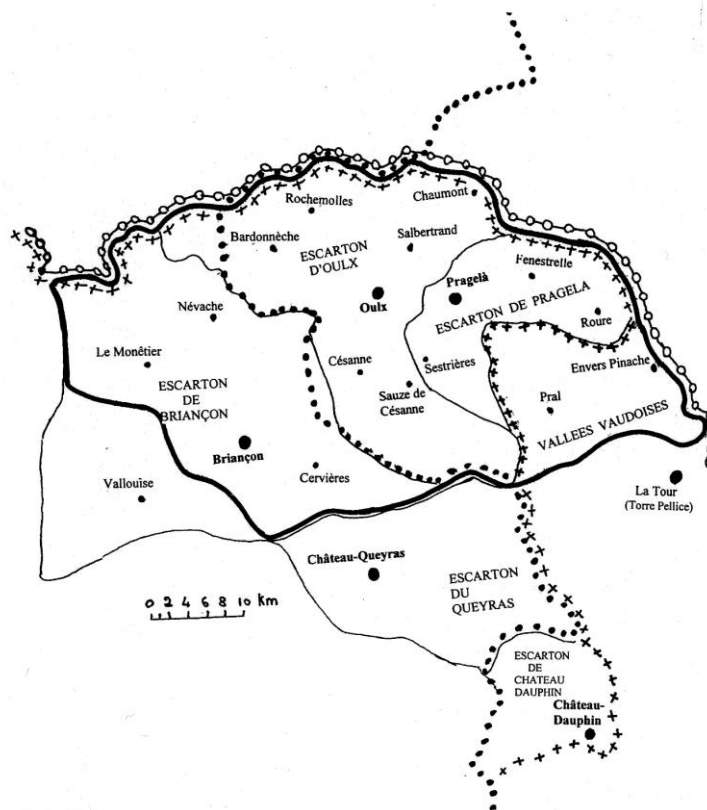 Rochemolles
Chaumont
Bardonnèche
ESCARTON
D'OULX
Salbertrand
Fenestrelle
Pragelà
Oulx
ESCARTON DE PRAGELA
Névache
Roure
Le Monêtier
Césanne
Sestrières
Envers Pinache
ESCARTON
DE
BRIANÇON
Sauze de
Césanne
Pral
VALLEES VAUDOISES
Briançon
Vallouise
Cervières
La Tour
(Torre Pellice)
Château-Queyras
ESCARTON
DU
QUEYRAS
0 2 4 6 8 10 km
ESCARTON
DE
CHATEAU
DAUPHIN
Château-
Dauphin